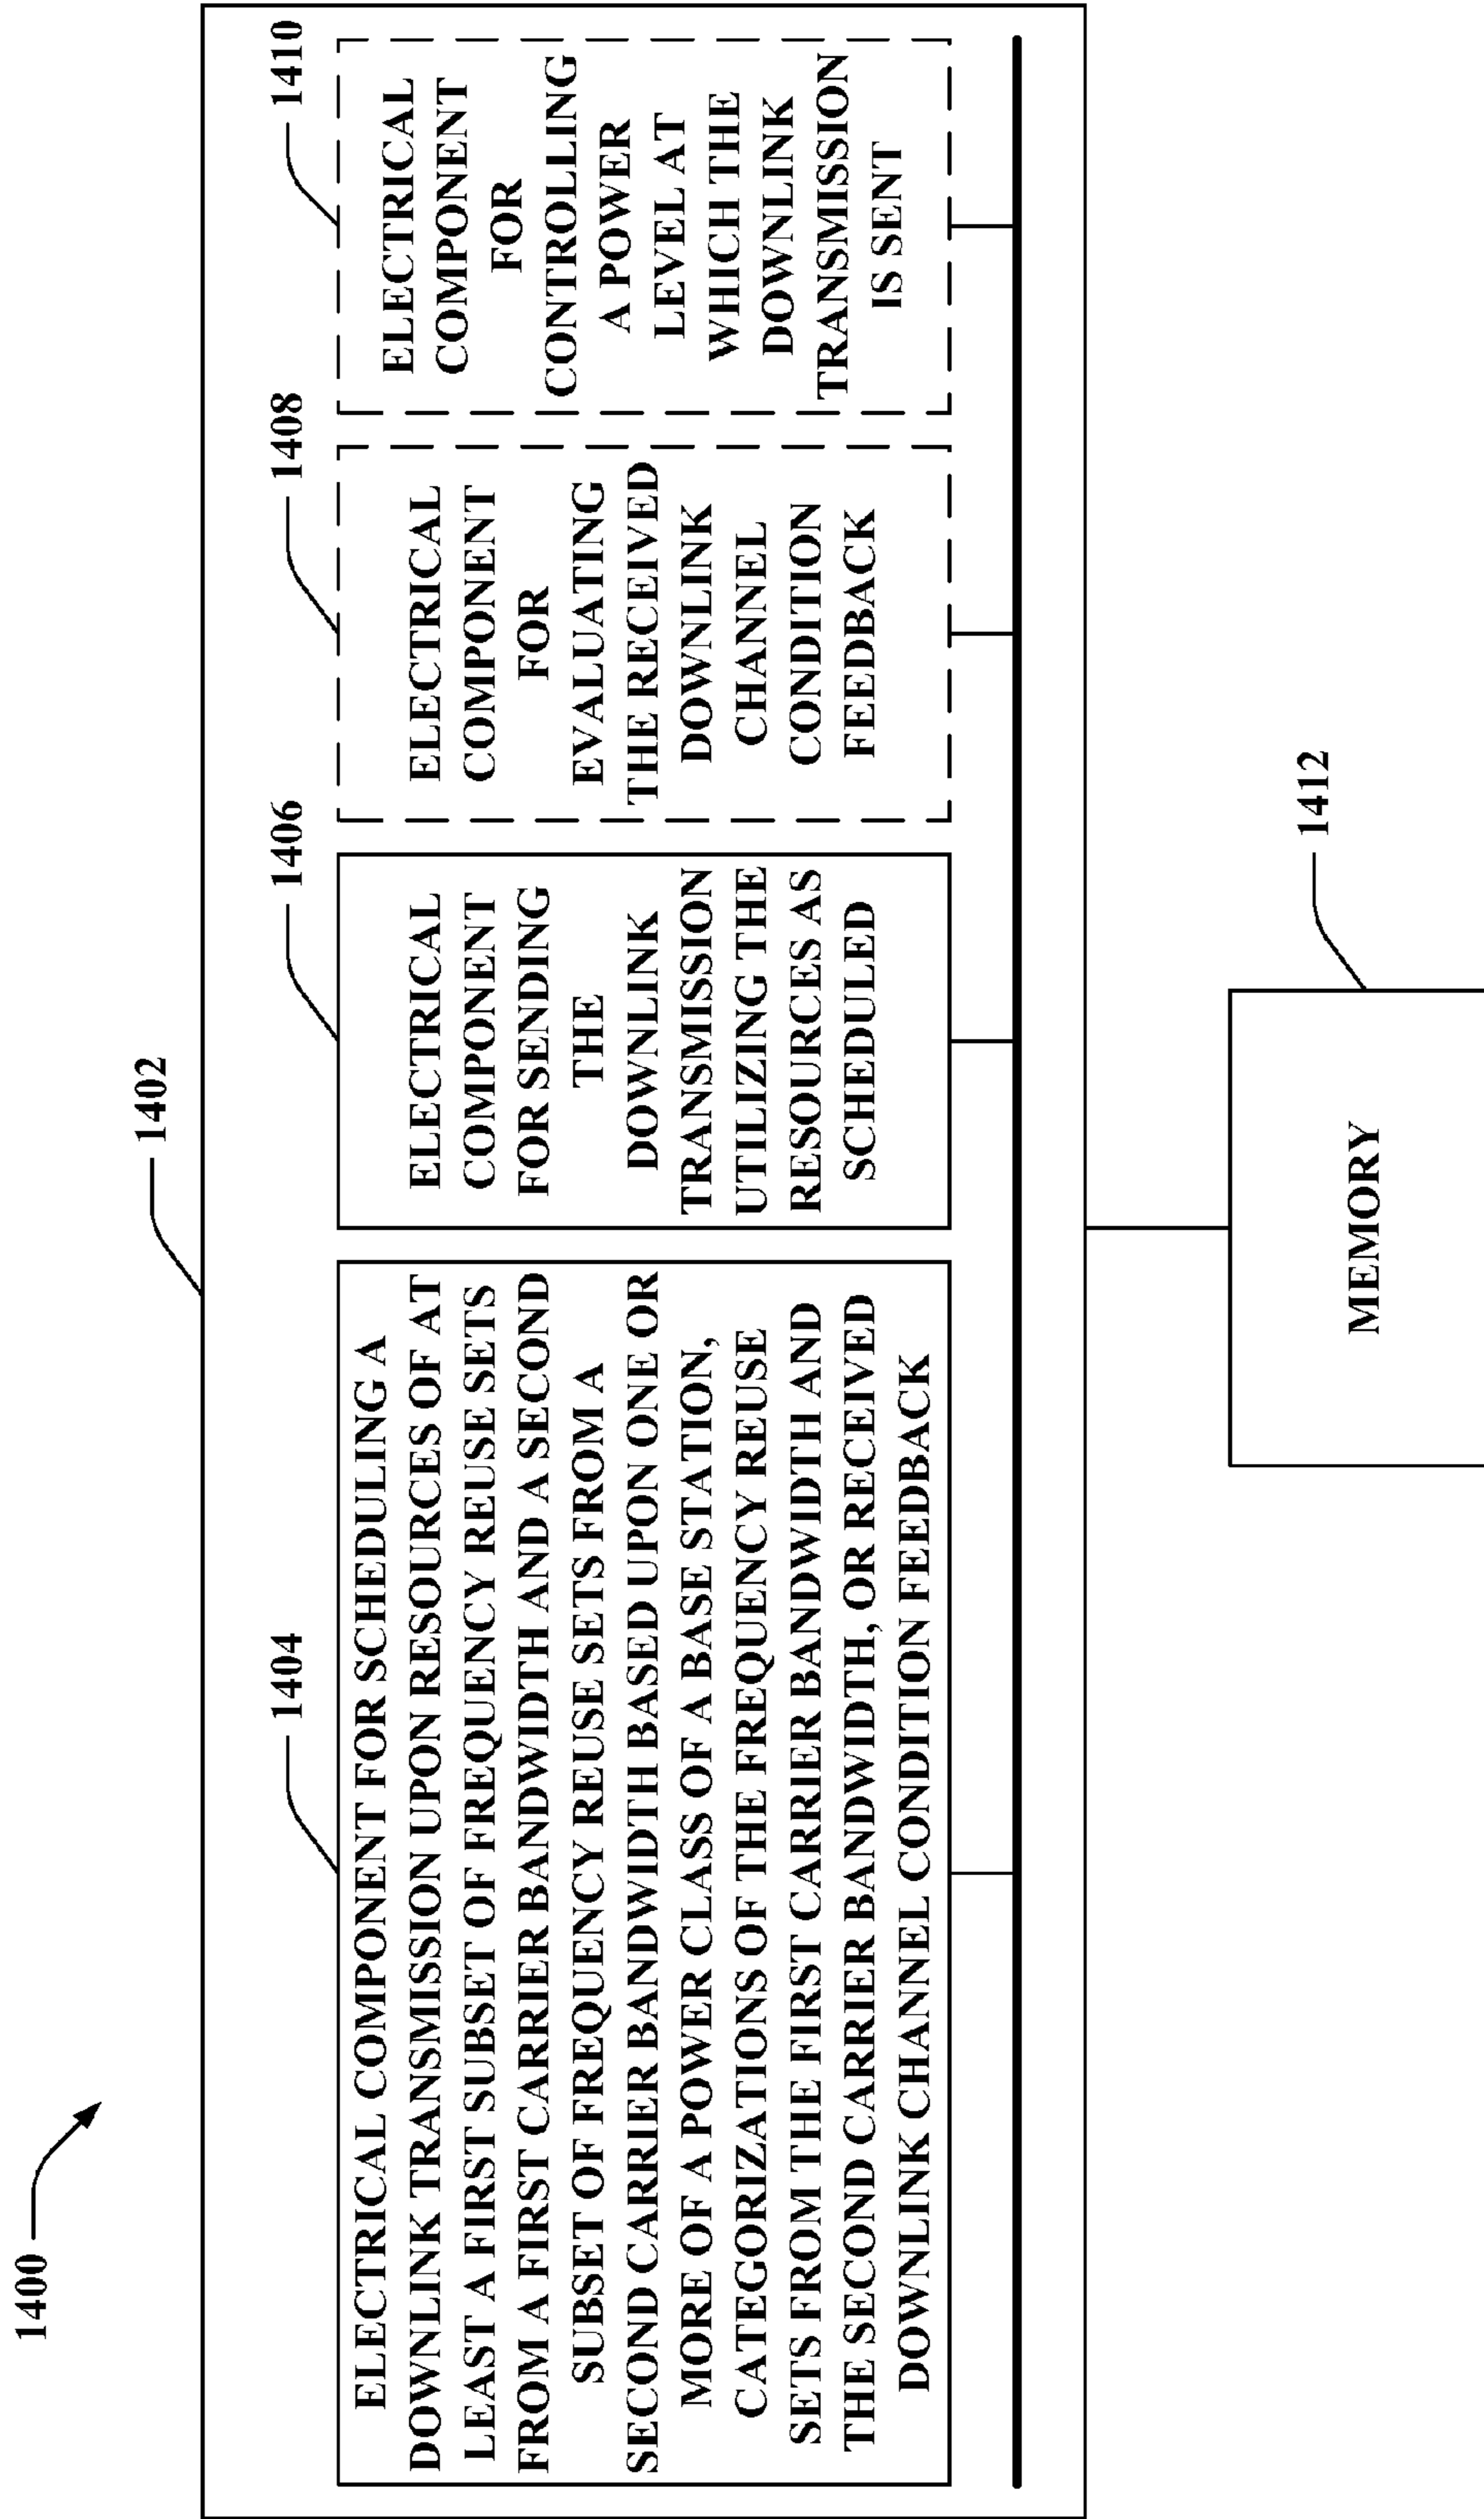 1400
1402
1404
ELECTRICAL COMPONENT FOR SCHEDULING A
DOWNLINK TRANSMISSION UPON RESOURCES OF AT
LEAST A FIRST SUBSET OF FREQUENCY REUSE SETS
FROM A FIRST CARRIER BANDWIDTH AND A SECOND
SUBSET OF FREQUENCY REUSE SETS FROM A
SECOND CARRIER BANDWIDTH BASED UPON ONE OR
MORE OF A POWER CLASS OF A BASE STATION,
CATEGORIZATIONS OF THE FREQUENCY REUSE
SETS FROM THE FIRST CARRIER BANDWIDTH AND
THE SECOND CARRIER BANDWIDTH, OR RECEIVED
DOWNLINK CHANNEL CONDITION FEEDBACK
1406
ELECTRICAL
COMPONENT
FOR SENDING
THE
DOWNLINK
TRANSMISSION
UTILIZING THE
RESOURCES AS
SCHEDULED
1408
ELECTRICAL
COMPONENT
FOR
EVALUATING
THE RECEIVED
DOWNLINK
CHANNEL
CONDITION
FEEDBACK
1410
ELECTRICAL
COMPONENT
FOR
CONTROLLING
A POWER
LEVEL AT
WHICH THE
DOWNLINK
TRANSMISSION
IS SENT
1412
MEMORY